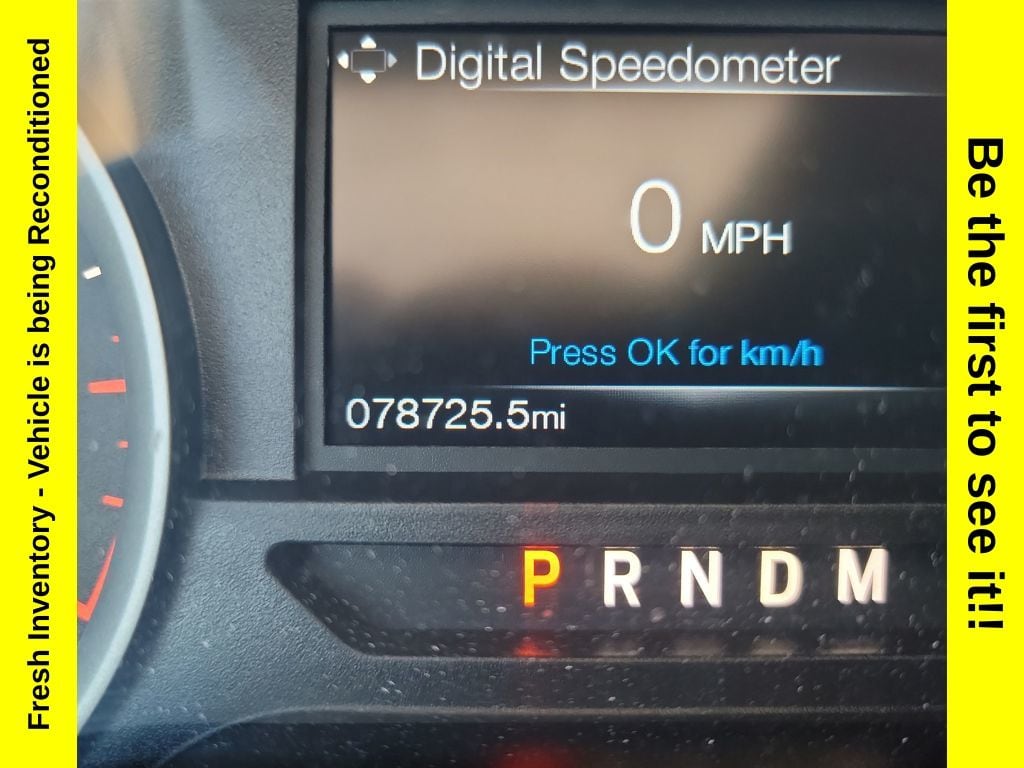 Fresh Inventory - Vehicle is being Reconditioned
Digital Speedometer
0 MPH
Press OK for km/h
078725.5mi
P R N D M
Be the first to see it!!